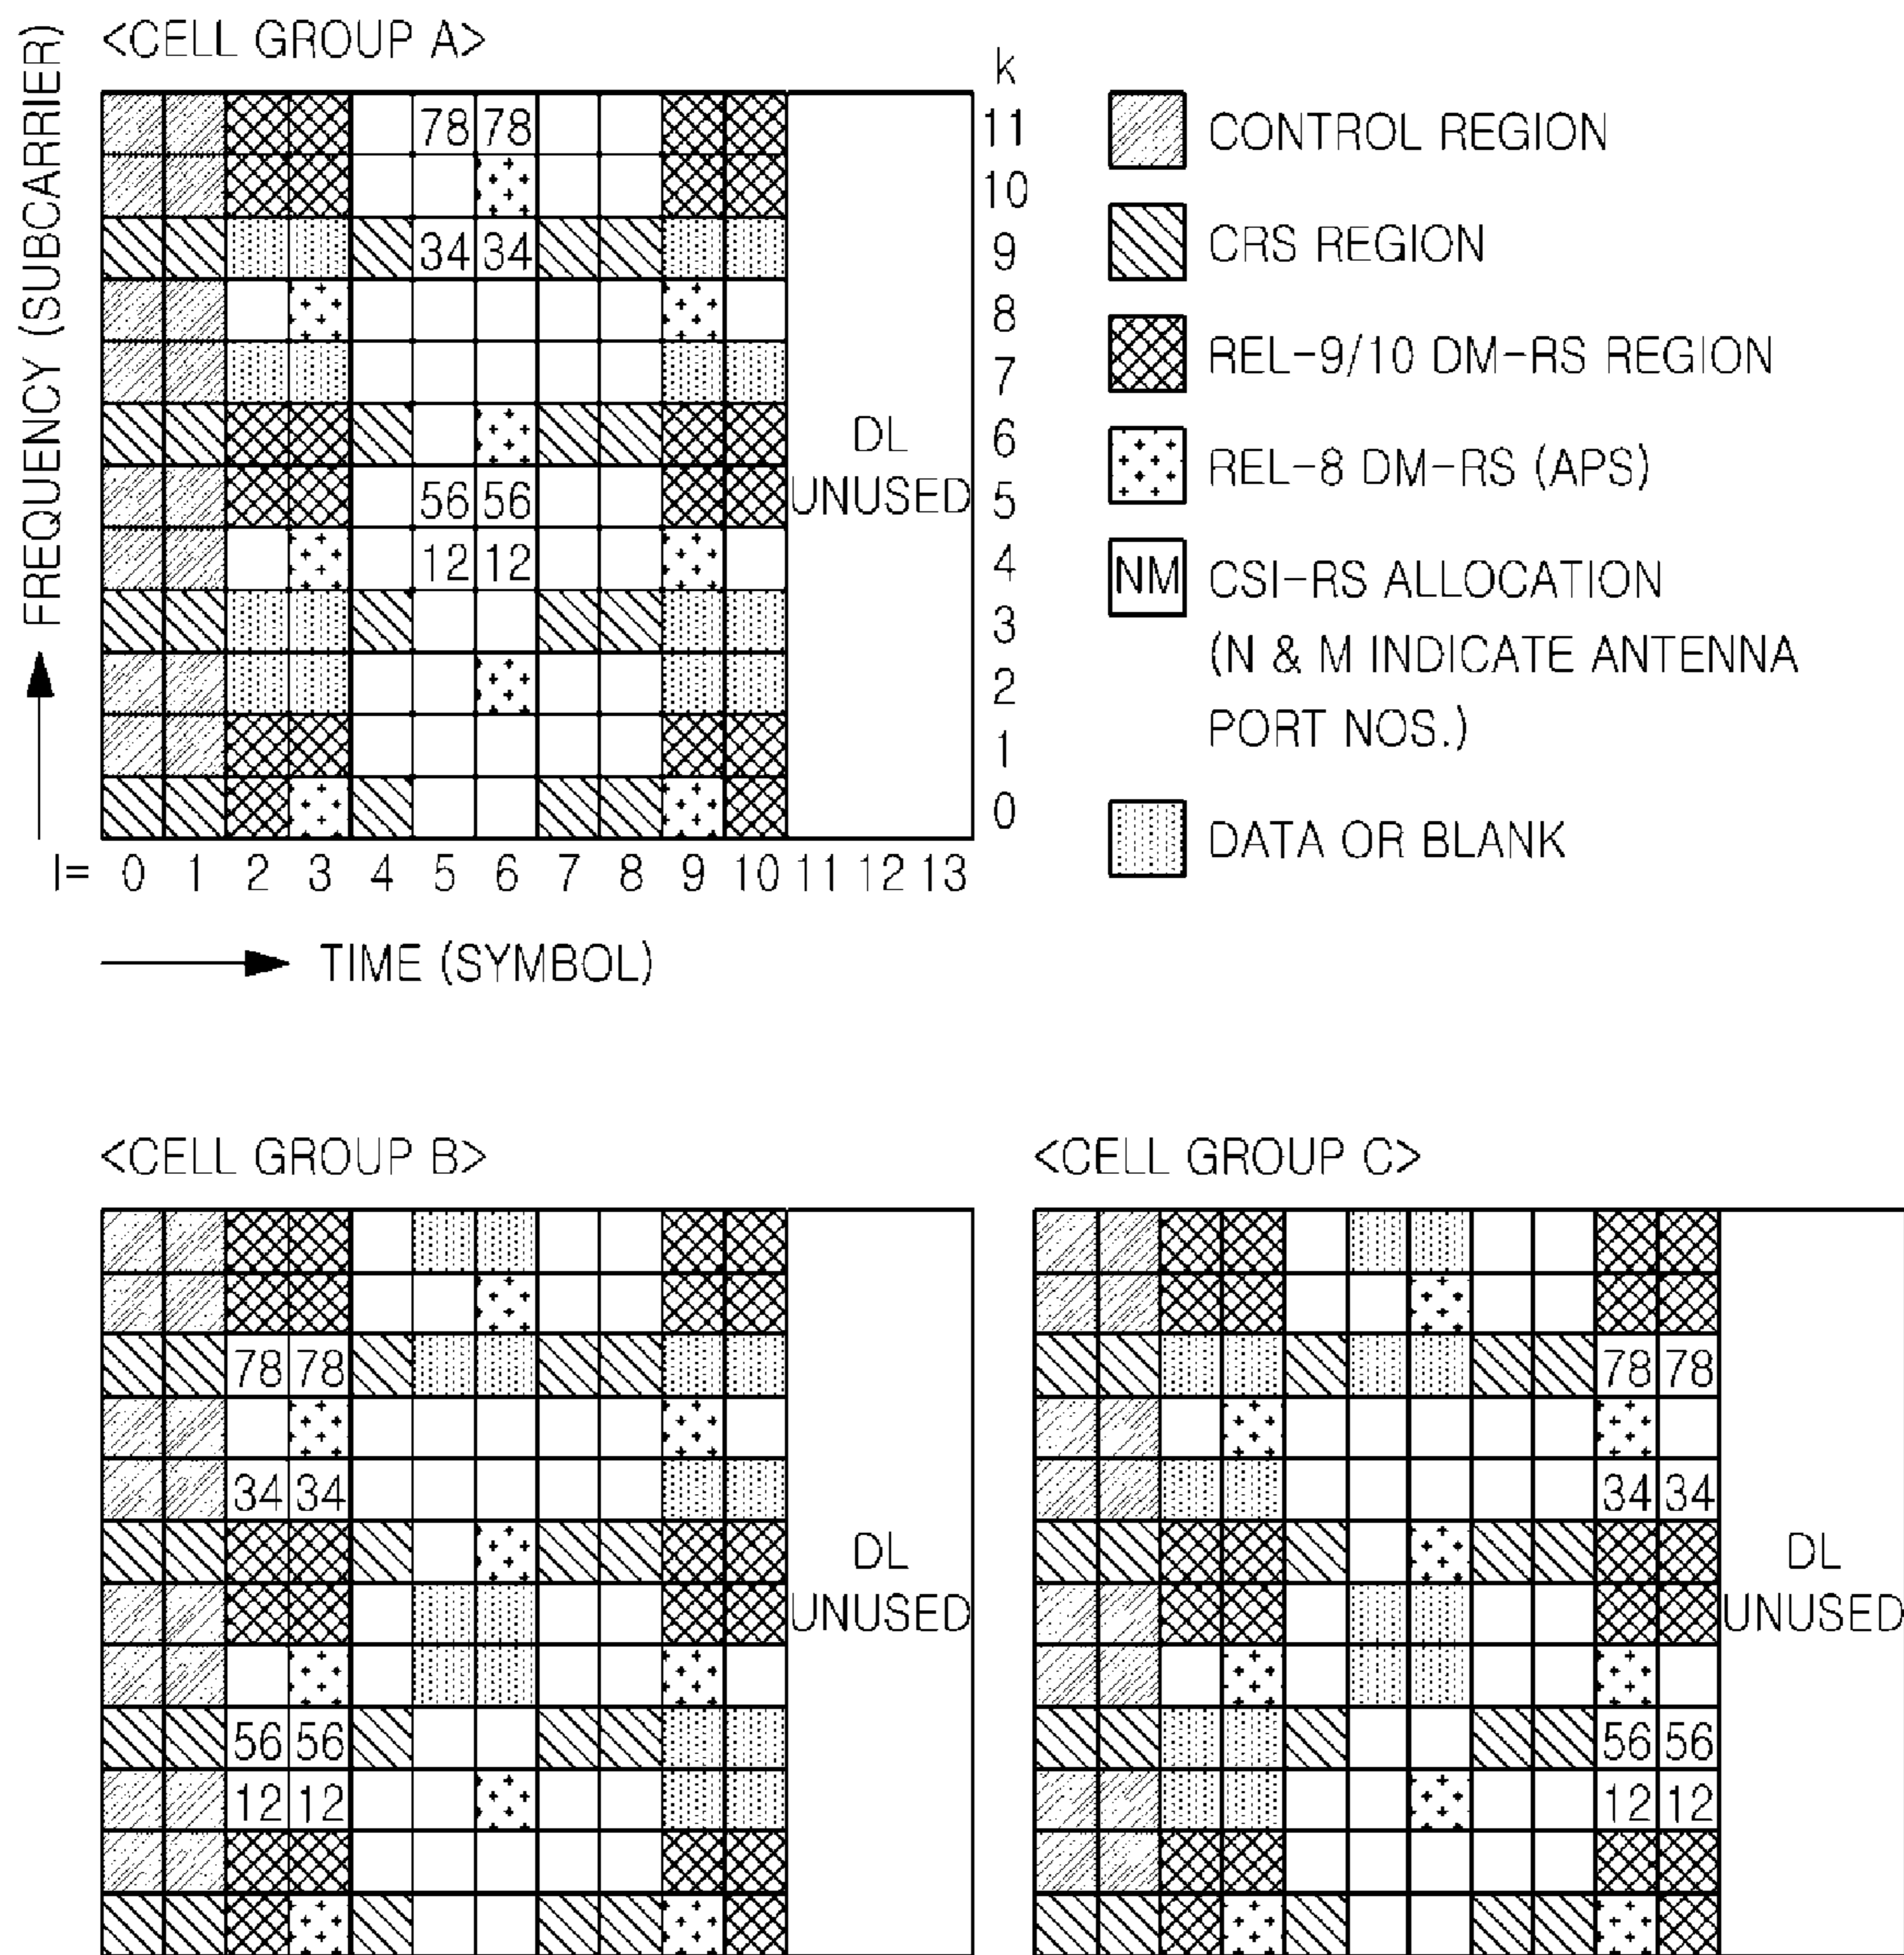 <CELL GROUP A>
FREQUENCY (SUBCARRIER)
k
78 78 11
10
34 34 9
8
7
6
DL
UNUSED
56 56 5
12 12 4
3
2
1
0
l= 0 1 2 3 4 5 6 7 8 9 10 11 12 13
TIME (SYMBOL)
CONTROL REGION
CRS REGION
REL-9/10 DM-RS REGION
REL-8 DM-RS (APS)
NM CSI-RS ALLOCATION
(N & M INDICATE ANTENNA
PORT NOS.)
DATA OR BLANK
<CELL GROUP B>
78 78
34 34
DL
UNUSED
56 56
12 12
<CELL GROUP C>
78 78
34 34
DL
UNUSED
56 56
12 12